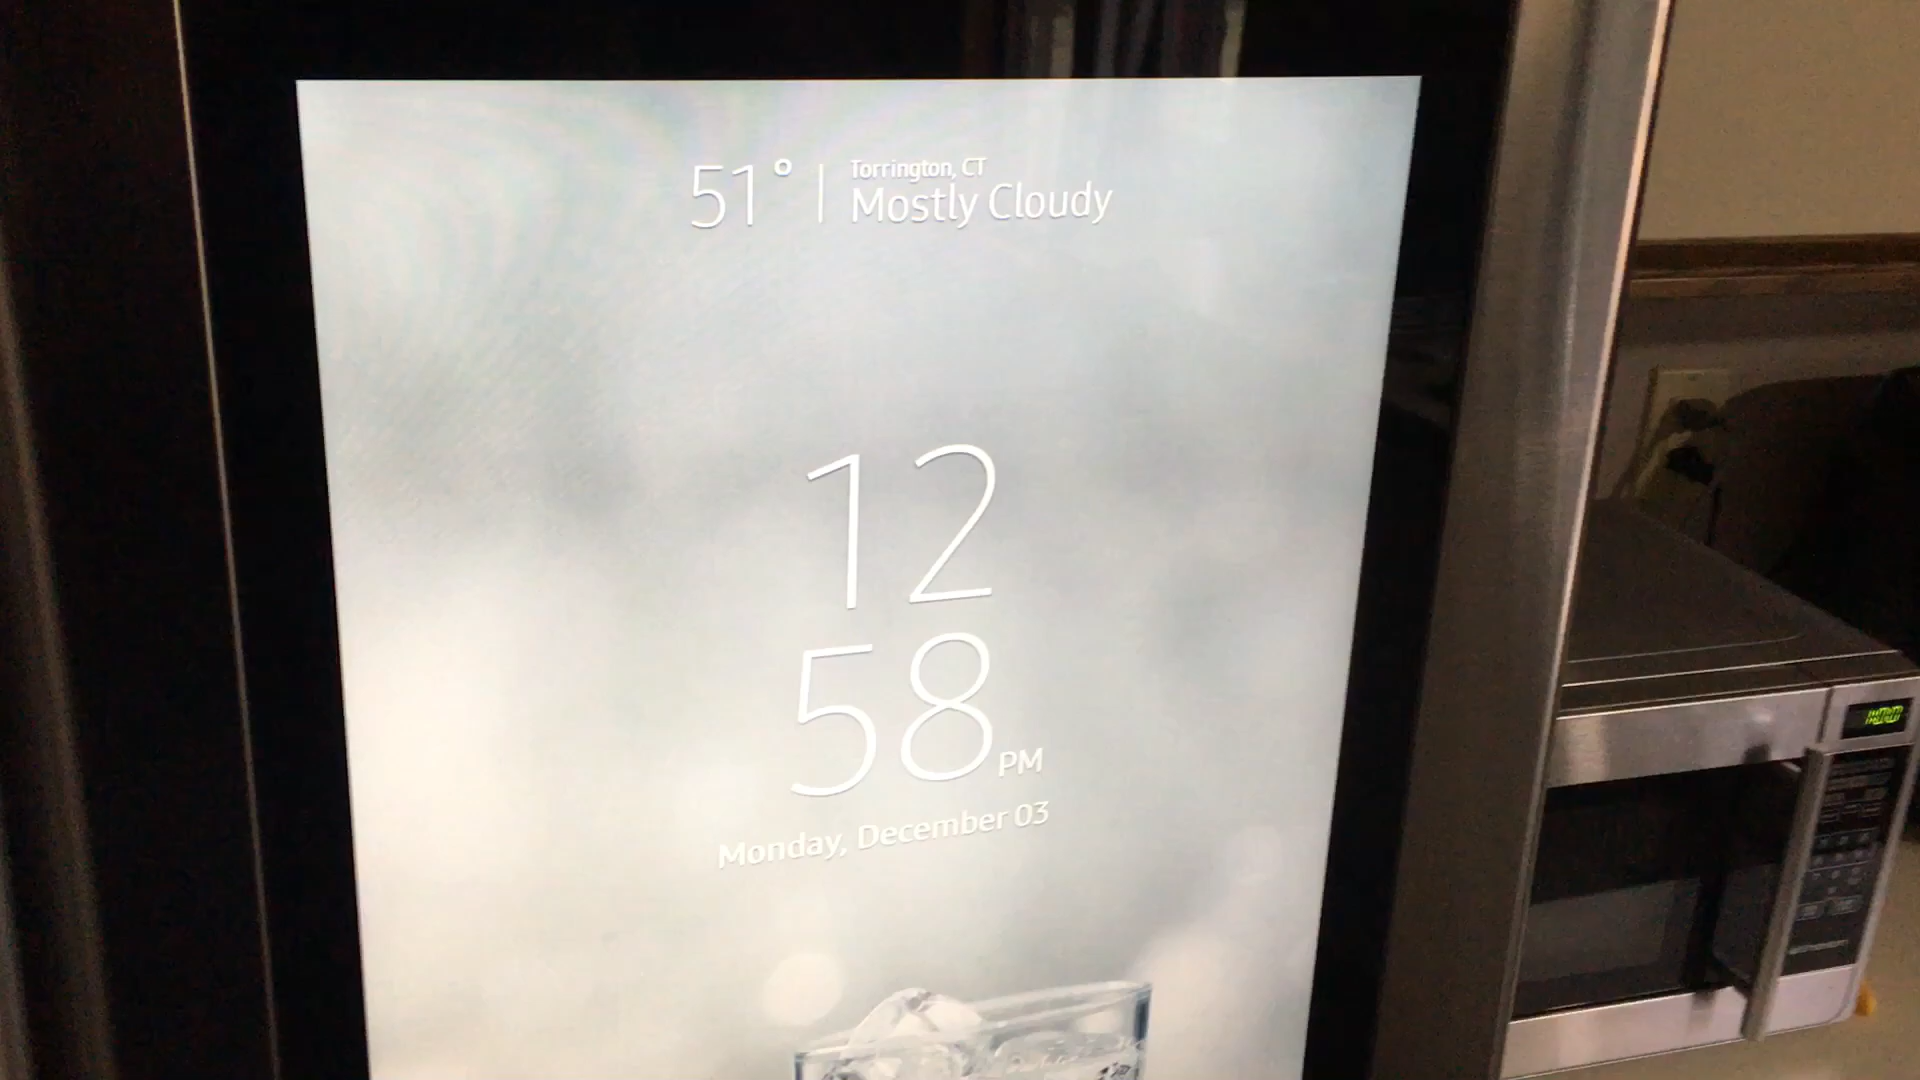 51°
Torrington, CT
Mostly Cloudy
12
58
PM
Monday, December 03